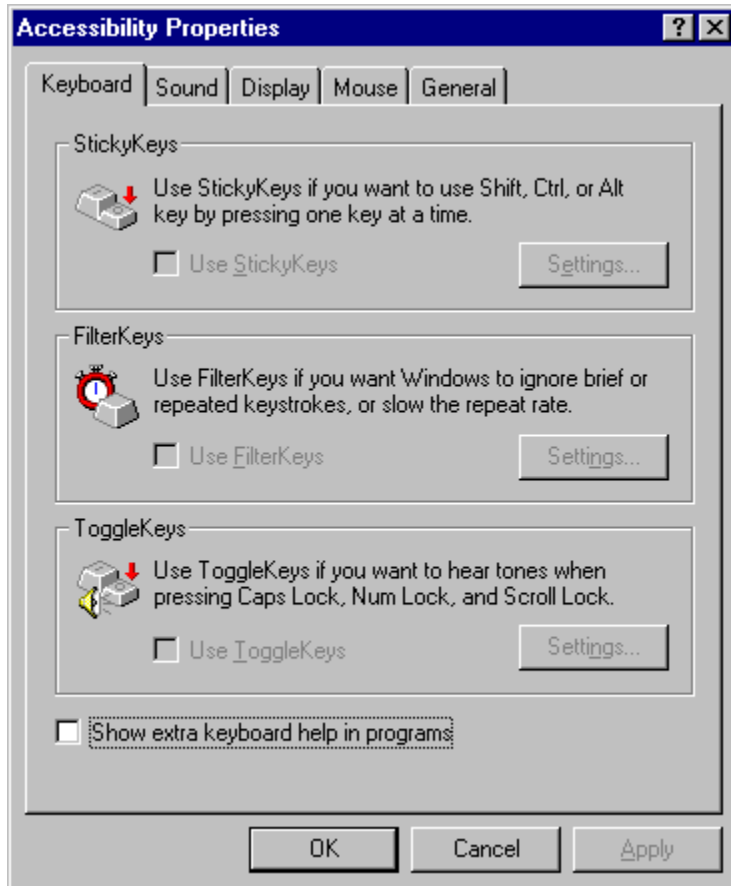 Accessibility Properties
Keyboard Sound Display Mouse General
StickyKeys
Use StickyKeys if you want to use Shift, Ctrl, or Alt
key by pressing one key at a time.
Use StickyKeys Settings...
FilterKeys
Use FilterKeys if you want Windows to ignore brief or
repeated keystrokes, or slow the repeat rate.
Use FilterKeys Settings...
ToggleKeys
Use ToggleKeys if you want to hear tones when
pressing Caps Lock, Num Lock, and Scroll Lock.
Use ToggleKeys Settings...
Show extra keyboard help in programs
OK Cancel Apply